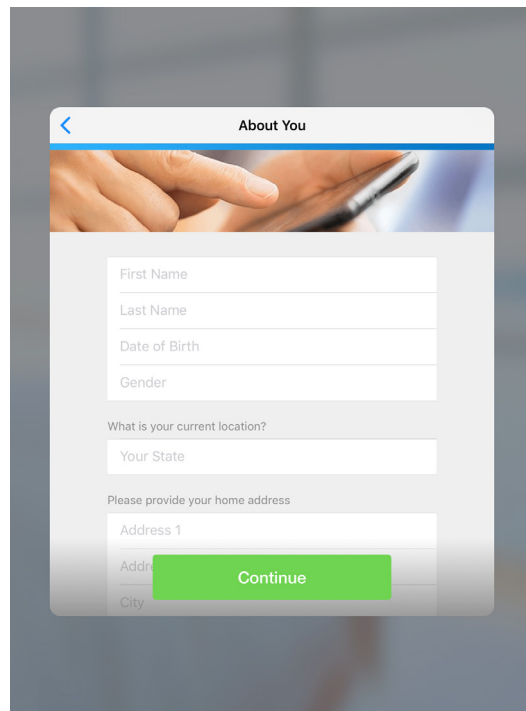 About You
First Name
Last Name
Date of Birth
Gender
What is your current location?
Your State
Please provide your home address
Address 1
Addre
Continue
City